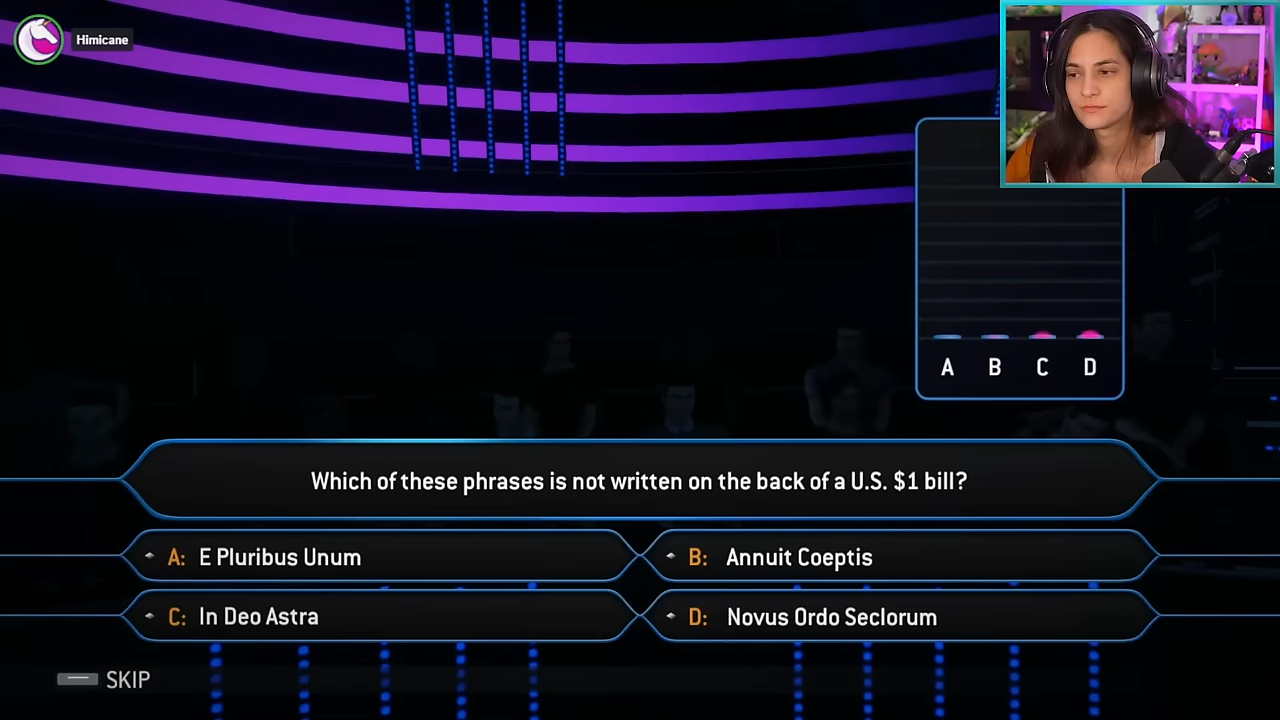 Himicane
A B C D
Which of these phrases is not written on the back of a U.S. $1 bill?
A: E Pluribus Unum
B: Annuit Coeptis
C: In Deo Astra
D: Novus Ordo Seclorum
SKIP